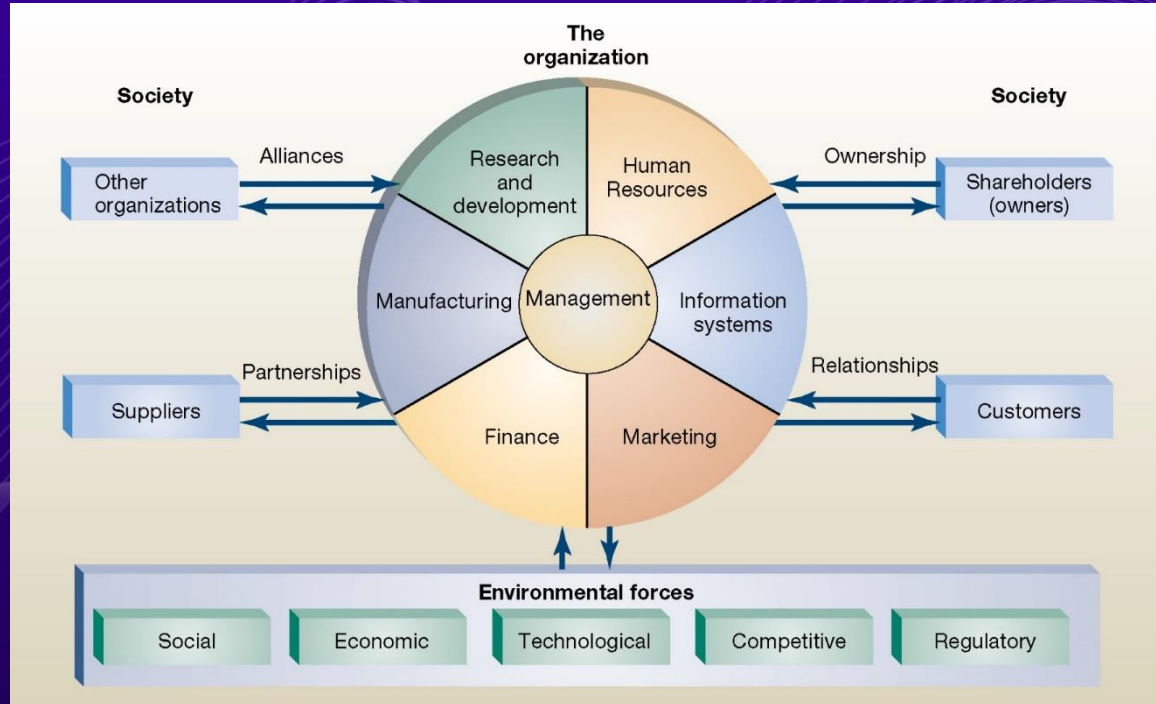 The
organization
Society
Society
Alliances
Other
organizations
Research
and
development
Human
Resources
Ownership
Shareholders
(owners)
Manufacturing
Management
Information
systems
Partnerships
Suppliers
Relationships
Customers
Finance
Marketing
Environmental forces
Social
Economic
Technological
Competitive
Regulatory